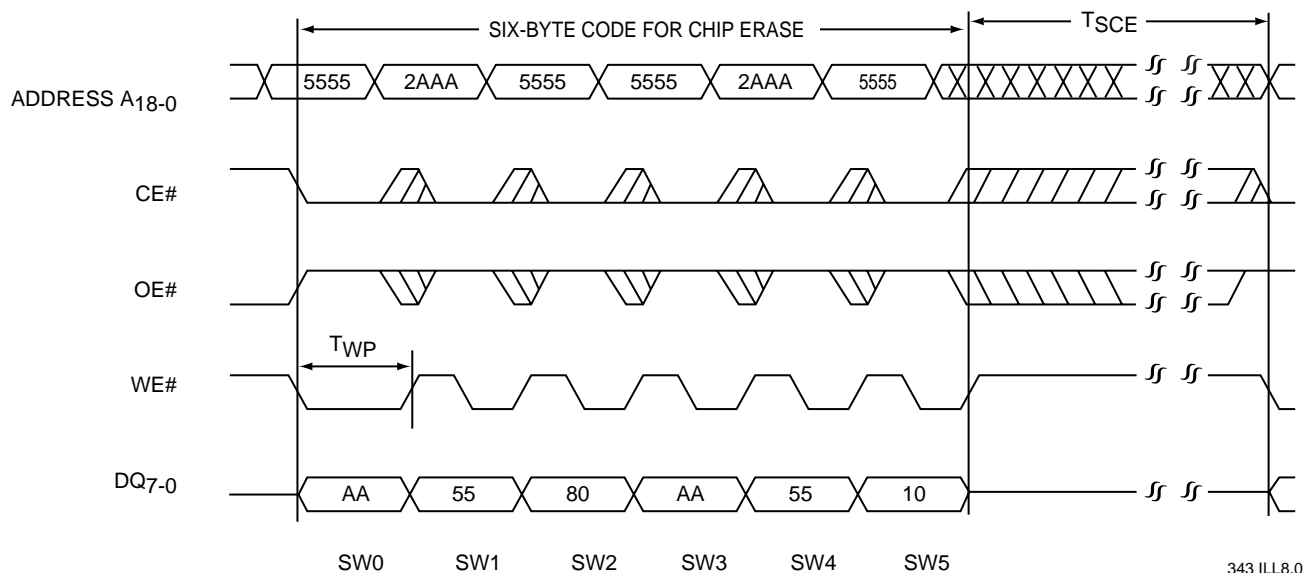 SIX-BYTE CODE FOR CHIP ERASE
TSCE
ADDRESS A18-0
5555 2AAA 5555 5555 2AAA 5555
CE#
OE#
TWP
WE#
DQ7-0
AA 55 80 AA 55 10
SW0 SW1 SW2 SW3 SW4 SW5
343 ILL8.0